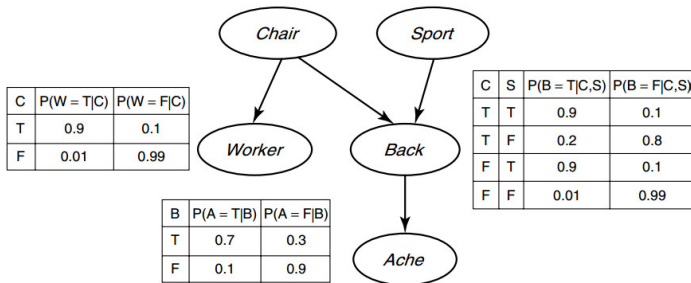 Chair
Sport
C P(W = T|C) P(W = F|C)
T 0.9 0.1
F 0.01 0.99
Worker
Back
C S P(B = T|C,S) P(B = F|C,S)
T T 0.9 0.1
T F 0.2 0.8
F T 0.9 0.1
F F 0.01 0.99
B P(A = T|B) P(A = F|B)
T 0.7 0.3
F 0.1 0.9
Ache